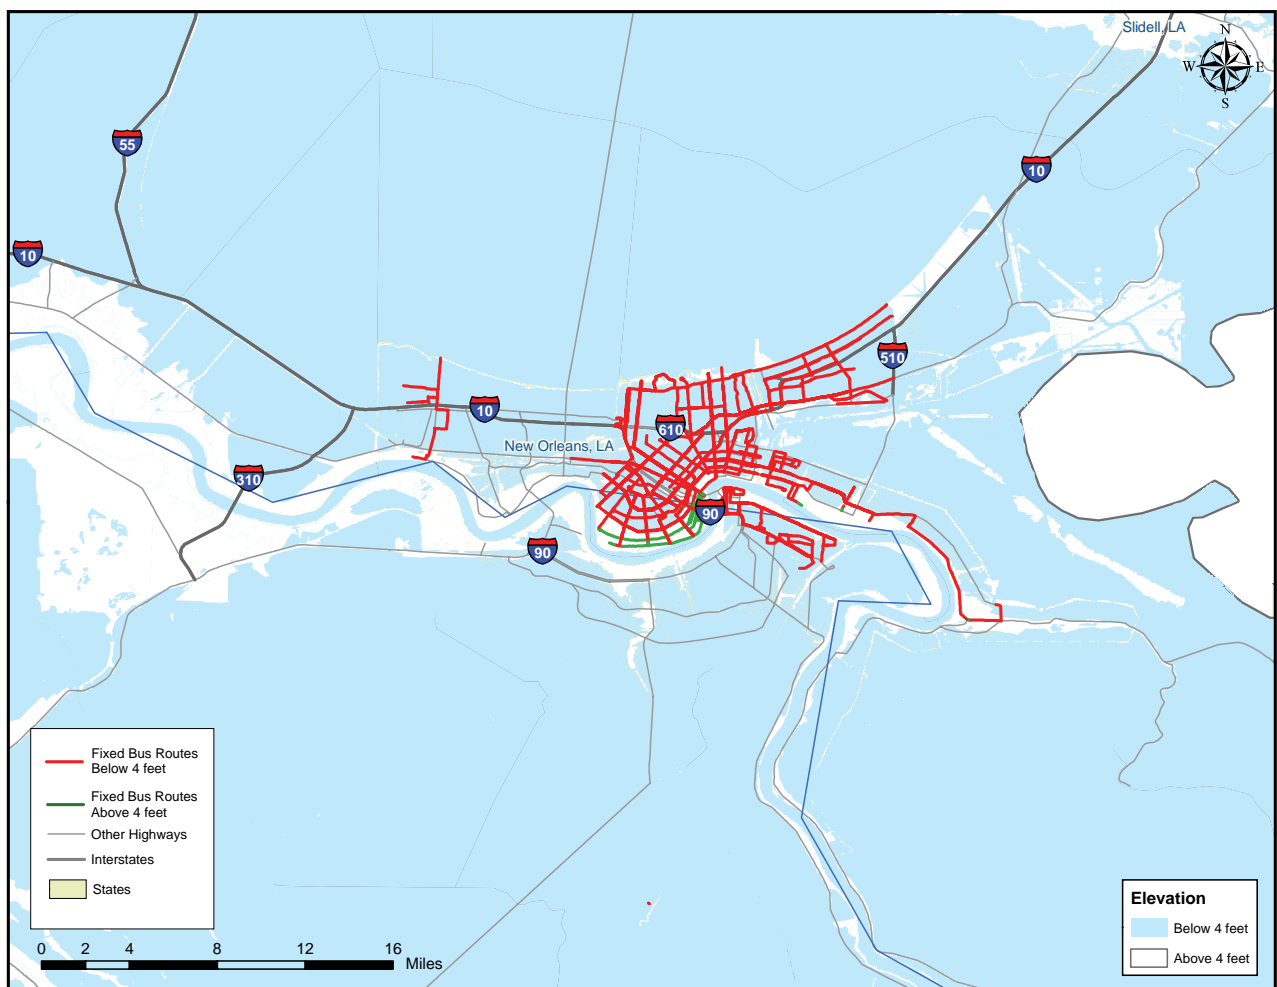 Slidell, LA
N
W
E
S
55
10
10
510
10
610
New Orleans, LA
310
90
90
Fixed Bus Routes
Below 4 feet
Fixed Bus Routes
Above 4 feet
Other Highways
Interstates
States
0 2 4 8 12 16
Miles
Elevation
Below 4 feet
Above 4 feet